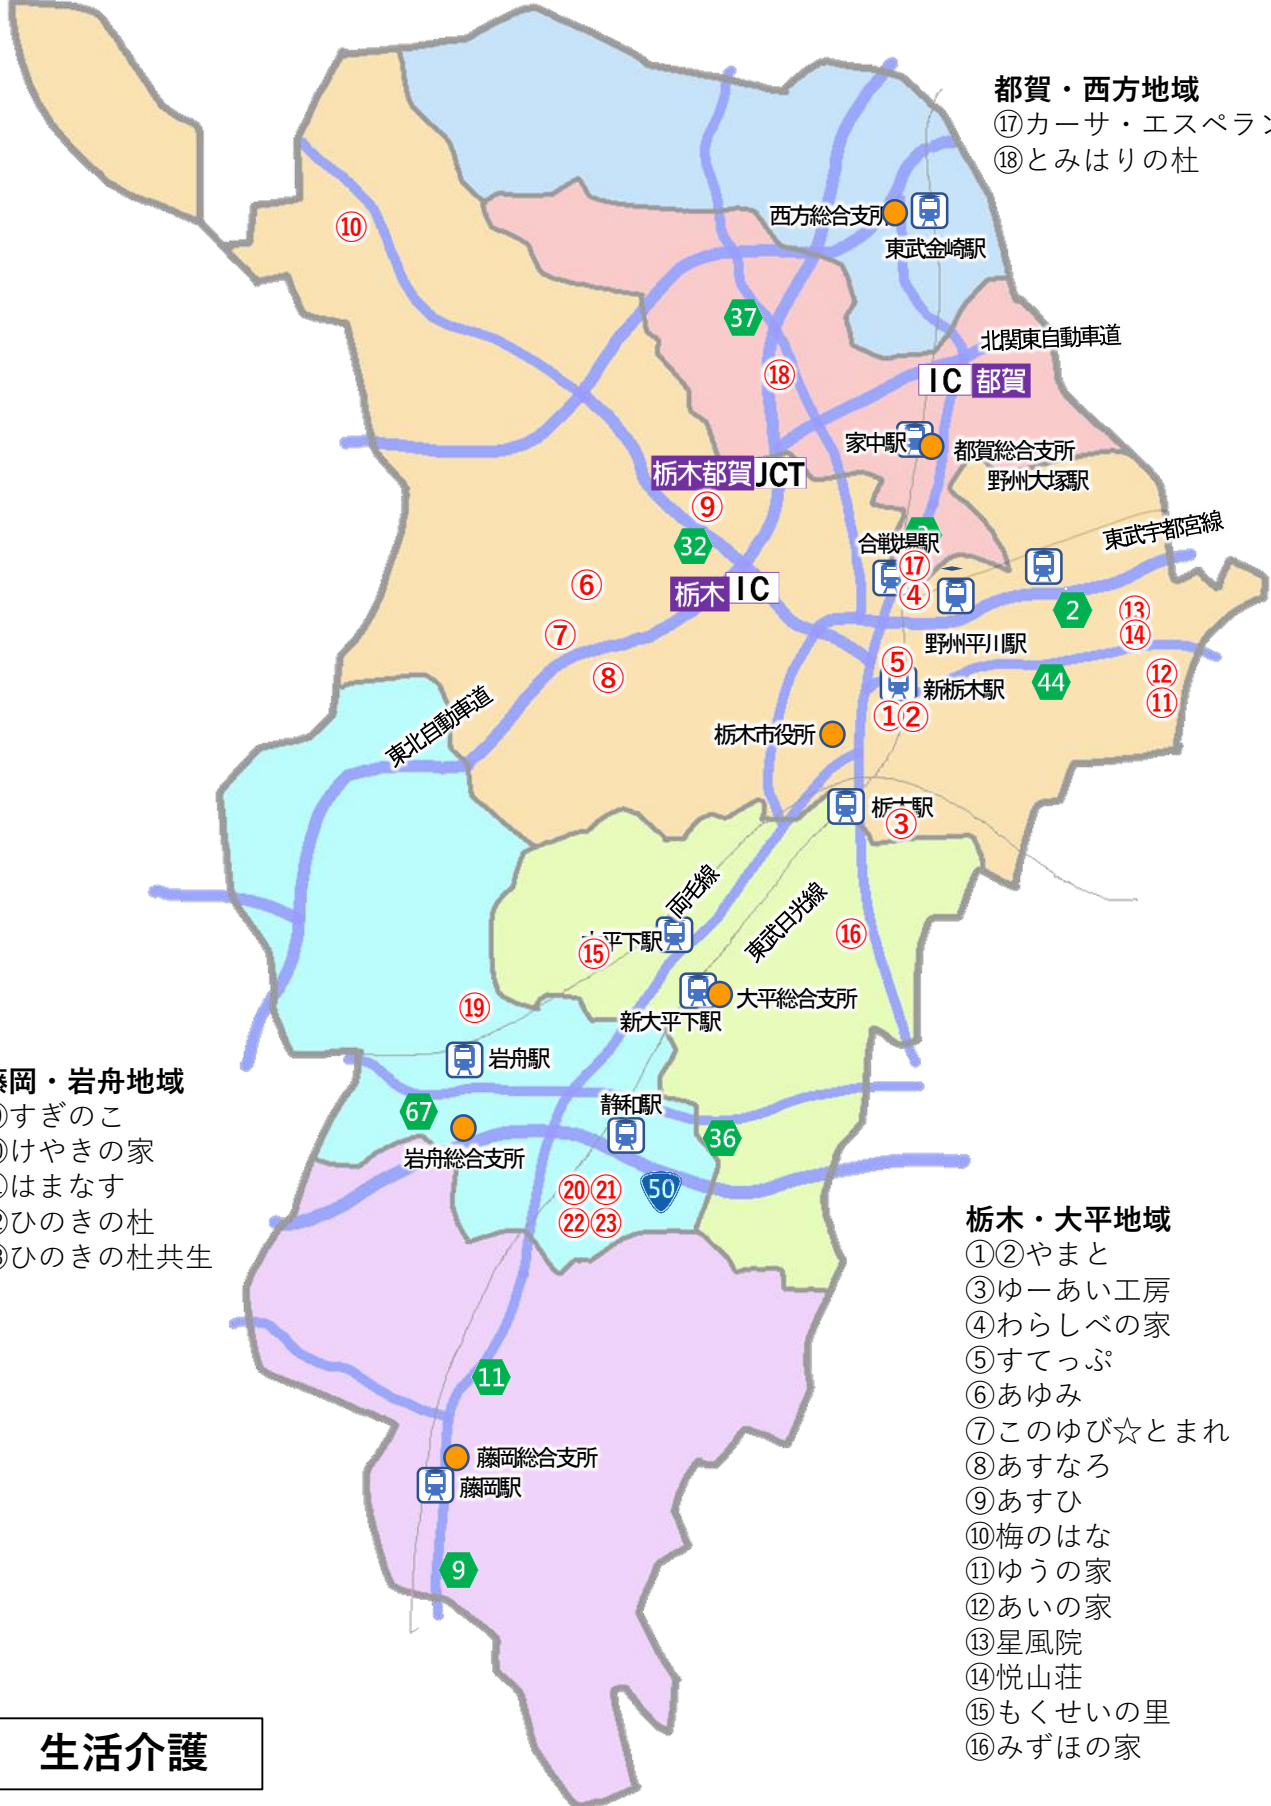 都賀・西方地域
⑰カーサ・エスペラン
⑱とみはりの杜
⑩
西方総合支所
東武金崎駅
37
北関東自動車道
⑱
IC 都賀
家中駅
都賀総合支所
栃木都賀 JCT
野州大塚駅
⑨
東武宇都宮線
32
合戦場駅
⑰
⑥
栃木 IC
④
2
⑬
⑦
野州平川駅
⑭
⑤
⑧
新栃木駅
44
⑫
⑪
①②
栃木市役所
東北自動車道
栃木駅
③
両毛線
東武日光線
⑯
大平下駅
⑮
大平総合支所
新大平下駅
⑲
岩舟駅
静和駅
67
36
岩舟総合支所
⑳㉑
50
㉒㉓
藤岡・岩舟地域
すぎのこ
けやきの家
はまなす
ひのきの杜
ひのきの杜共生
11
藤岡総合支所
藤岡駅
9
栃木・大平地域
①②やまと
③ゆーあい工房
④わらしべの家
⑤すてっぷ
⑥あゆみ
⑦このゆび☆とまれ
⑧あすなろ
⑨あすひ
⑩梅のはな
⑪ゆうの家
⑫あいの家
⑬星風院
⑭悦山荘
⑮もくせいの里
⑯みずほの家
生活介護